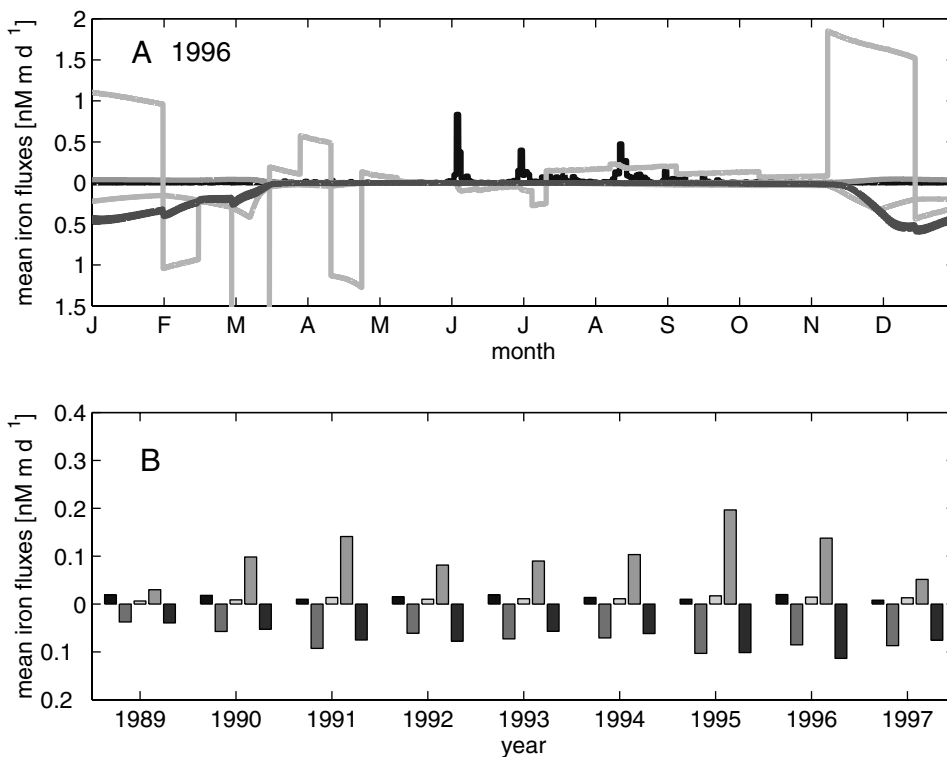 A 1996
mean iron fluxes [nM m d⁻¹]
2
1.5
1
0.5
0
0.5
1
1.5
J F M A M J J A S O N D
month
B
mean iron fluxes [nM m d⁻¹]
0.4
0.3
0.2
0.1
0
0.1
0.2
1989 1990 1991 1992 1993 1994 1995 1996 1997
year